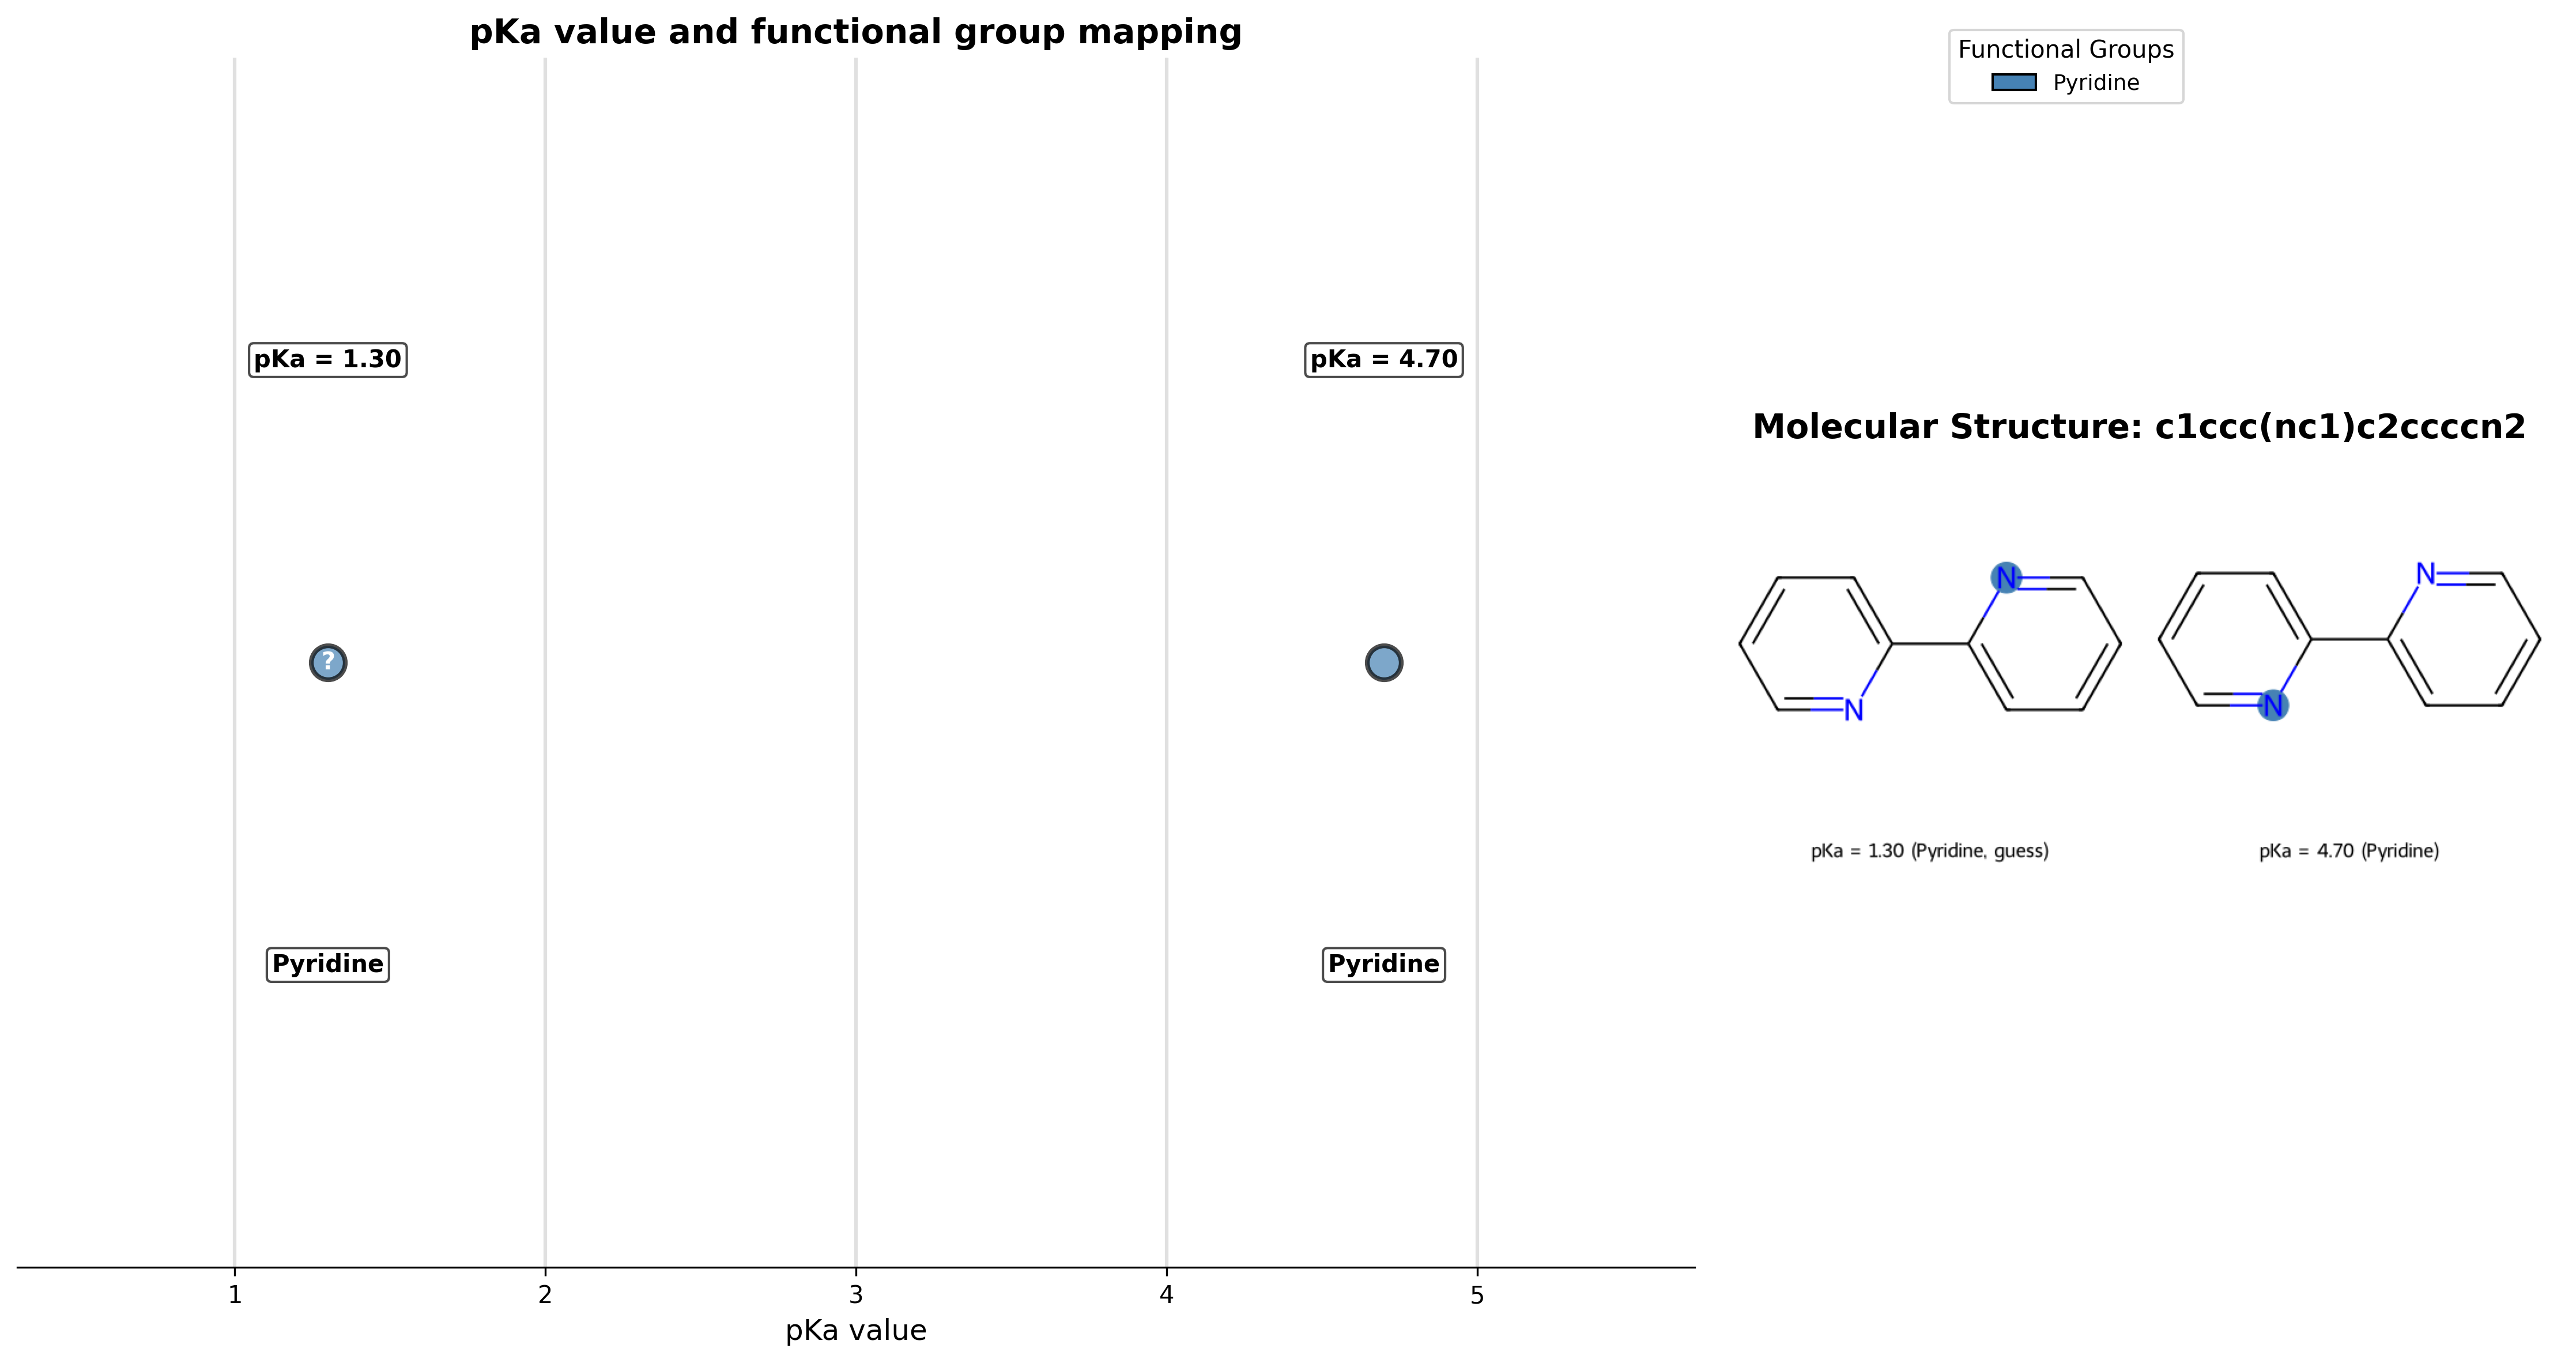 pKa value and functional group mapping
Functional Groups
Pyridine
pKa = 1.30
pKa = 4.70
Molecular Structure: c1ccc(nc1)c2ccccn2
N
N
N
N
?
pKa = 1.30 (Pyridine, guess)
pKa = 4.70 (Pyridine)
Pyridine
Pyridine
1
2
3
4
5
pKa value